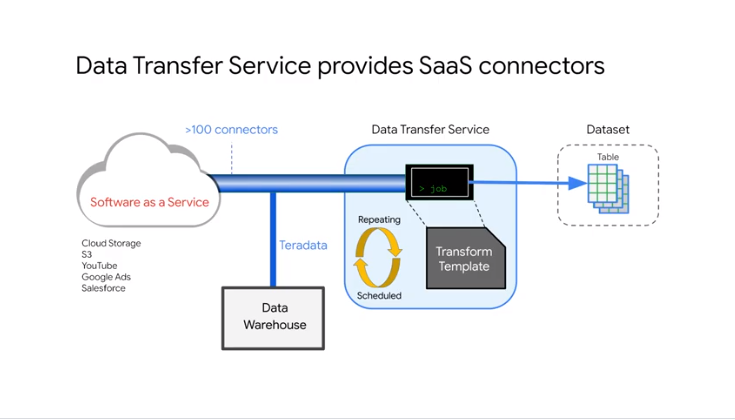 Data Transfer Service provides SaaS connectors
>100 connectors
Data Transfer Service
Dataset
Table
> job
Software as a Service
Repeating
Cloud Storage
S3
YouTube
Google Ads
Salesforce
Teradata
Transform
Template
Scheduled
Data
Warehouse